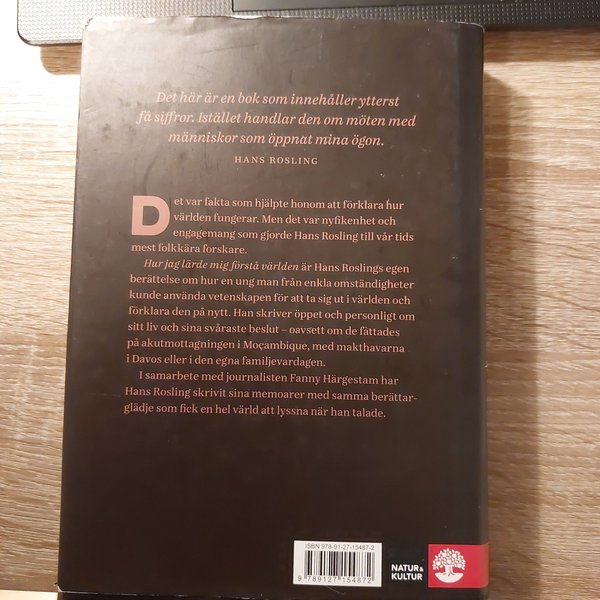 Det här är en bok som innehåller ytterst
få siffror. Istället handlar den om möten med
människor som öppnat mina ögon.
HANS ROSLING
Det var fakta som hjälpte honom att förklara hur
världen fungerar. Men det var nyfikenhet och
engagemang som gjorde Hans Rosling till vår tids
mest folkkära forskare.
Hur jag lärde mig förstå världen är Hans Roslings egen
berättelse om hur en ung man från enkla omständigheter
kunde använda vetenskapen för att ta sig ut i världen och
förklara den på nytt. Han skriver öppet och personligt om
sitt liv och sina svåraste beslut – oavsett om de fattades
på akutmottagningen i Moçambique, med makthavarna
i Davos eller i den egna familjevardagen.
I samarbete med journalisten Fanny Härgestam har
Hans Rosling skrivit sina memoarer med samma berättar-
glädje som fick en hel värld att lyssna när han talade.
ISBN 978-91-27-15487-2
9 789127 154872
NATUR &
KULTUR